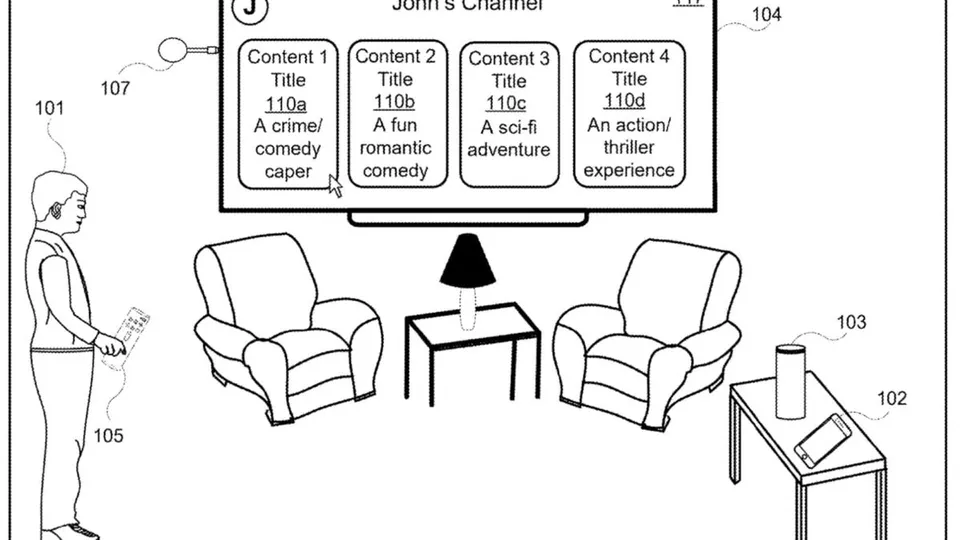 J
John's Channel
104
107
101
Content 1
Title
110a
A crime/
comedy
caper
Content 2
Title
110b
A fun
romantic
comedy
Content 3
Title
110c
A sci-fi
adventure
Content 4
Title
110d
An action/
thriller
experience
103
102
105